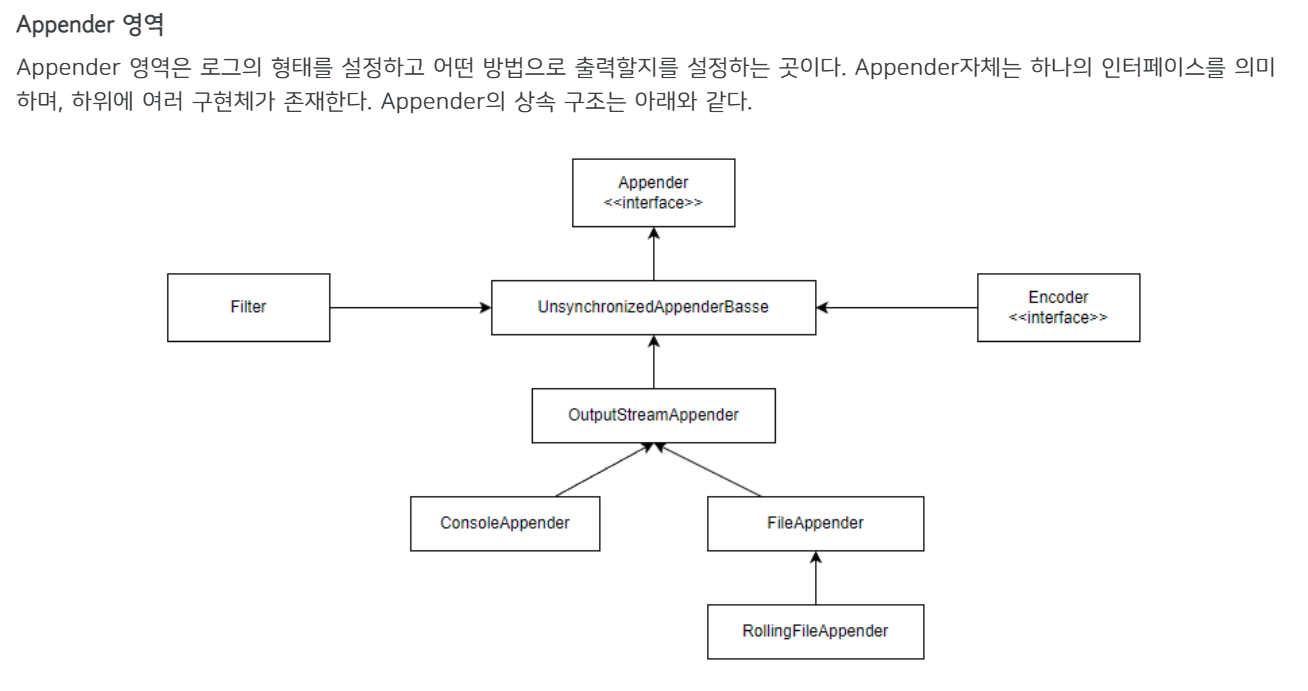 Appender 영역
Appender 영역은 로그의 형태를 설정하고 어떤 방법으로 출력할지를 설정하는 곳이다. Appender자체는 하나의 인터페이스를 의미
하며, 하위에 여러 구현체가 존재한다. Appender의 상속 구조는 아래와 같다.
Appender
<<interface>>
Filter
UnsynchronizedAppenderBasse
Encoder
<<interface>>
OutputStreamAppender
ConsoleAppender
FileAppender
RollingFileAppender